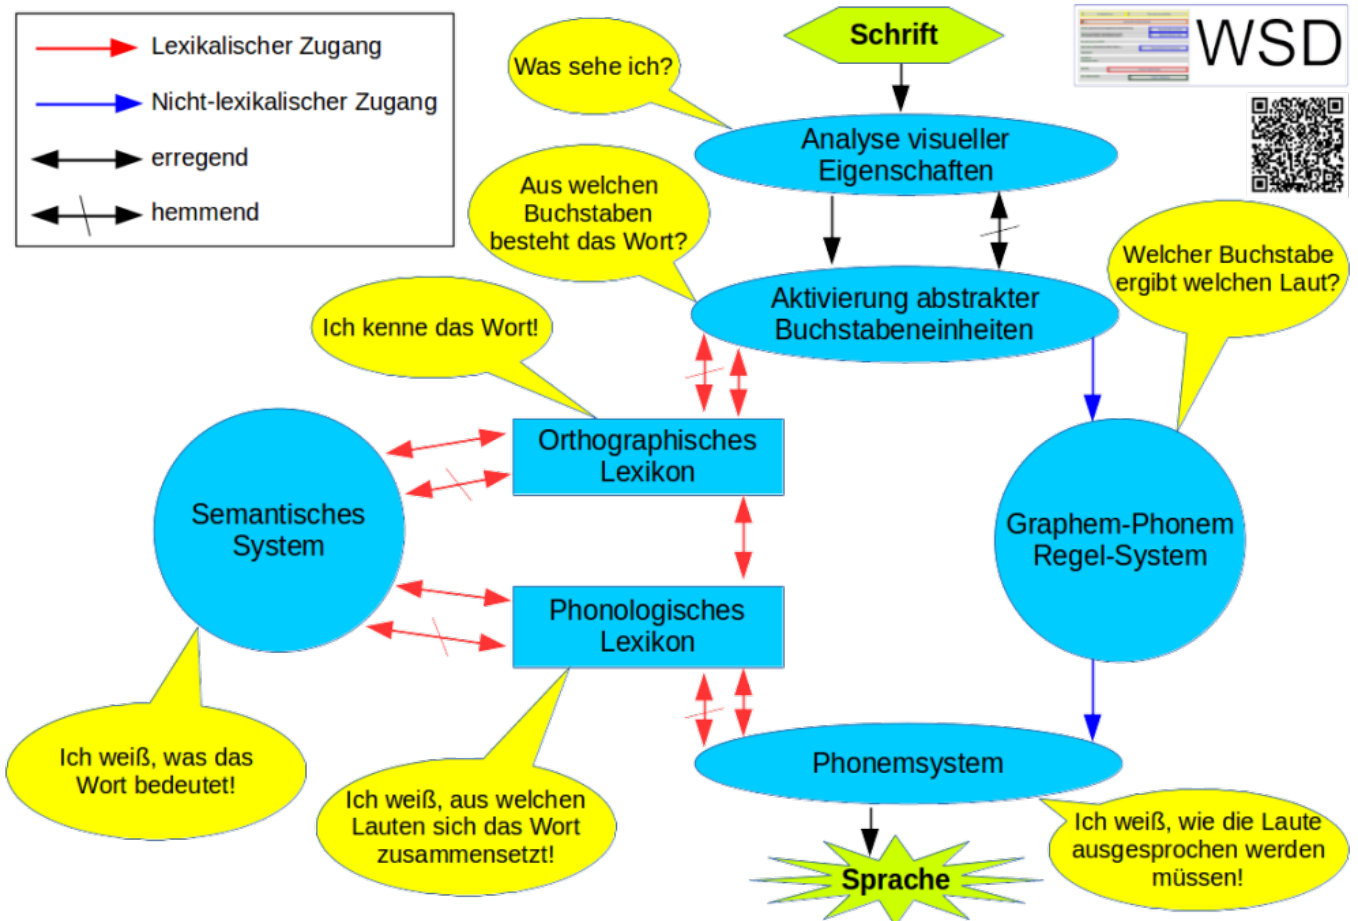 Lexikalischer Zugang
Nicht-lexikalischer Zugang
erregend
hemmend
Schrift
WSD
Was sehe ich?
Analyse visueller
Eigenschaften
Aus welchen
Buchstaben
besteht das Wort?
Aktivierung abstrakter
Buchstabeneinheiten
Welcher Buchstabe
ergibt welchen Laut?
Ich kenne das Wort!
Orthographisches
Lexikon
Semantisches
System
Graphem-Phonem
Regel-System
Phonologisches
Lexikon
Ich weiß, was das
Wort bedeutet!
Ich weiß, aus welchen
Lauten sich das Wort
zusammensetzt!
Phonemsystem
Ich weiß, wie die Laute
ausgesprochen werden
müssen!
Sprache